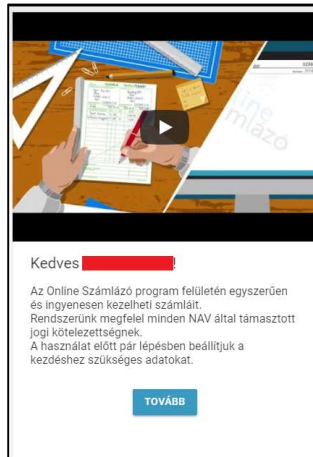 Kedves !
Az Online Számlázó program felületén egyszerűen
és ingyenesen kezelheti számláit.
Rendszerünk megfelel minden NAV által támasztott
jogi kötelezettségnek.
A használat előtt pár lépésben beállítjuk a
kezdéshez szükséges adatokat.
TOVÁBB